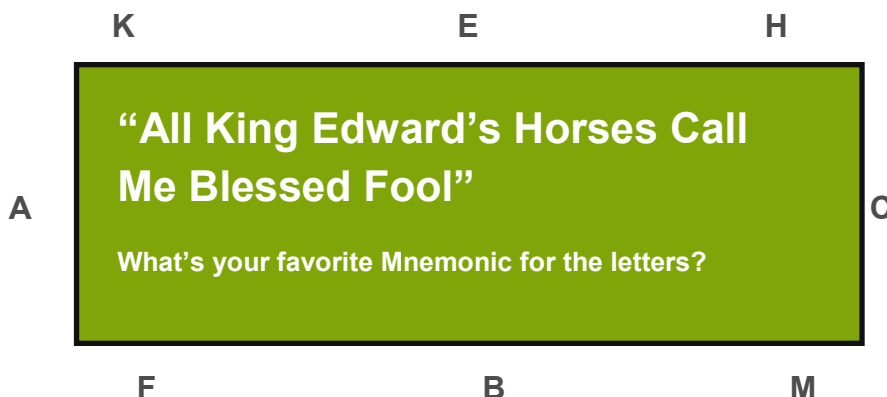 K E H
“All King Edward’s Horses Call
Me Blessed Fool”
A C
What’s your favorite Mnemonic for the letters?
F B M